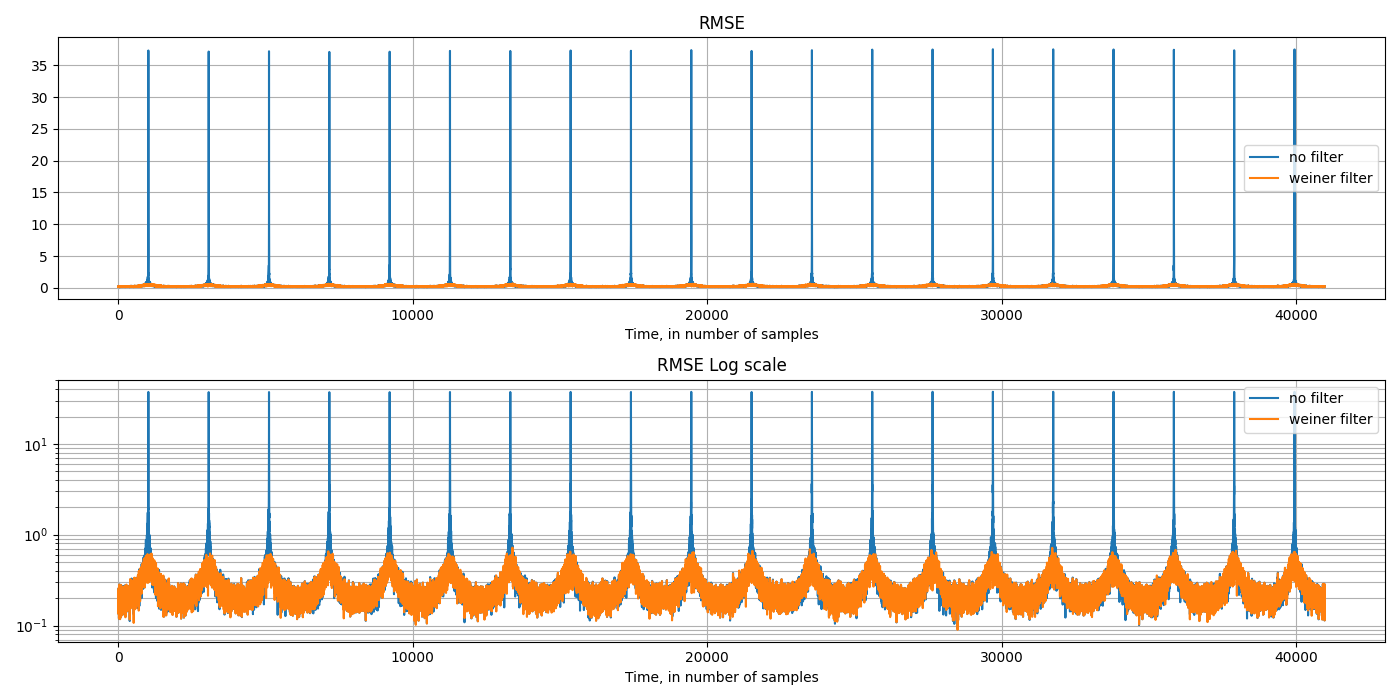 RMSE
35
30
25
20
15
10
5
0
no filter
weiner filter
0 10000 20000 30000 40000
Time, in number of samples
RMSE Log scale
10¹
10⁰
10⁻¹
no filter
weiner filter
0 10000 20000 30000 40000
Time, in number of samples